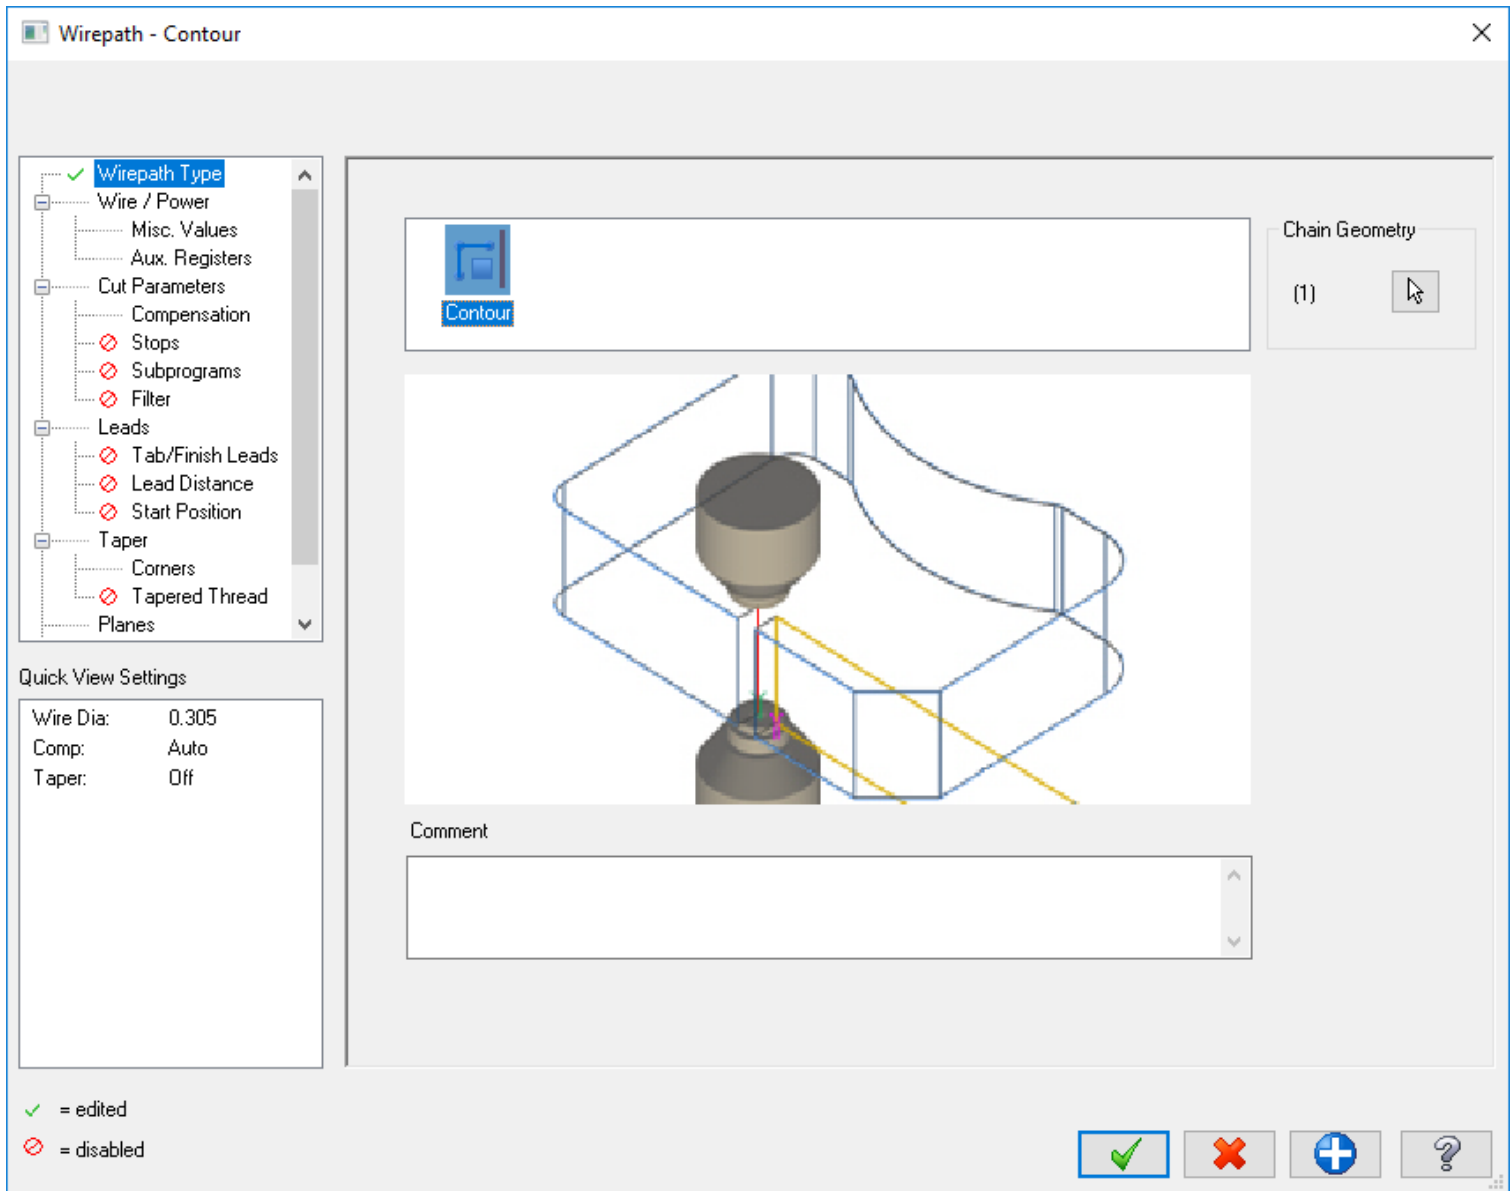 Wirepath - Contour
Wirepath Type
Wire / Power
Misc. Values
Aux. Registers
Cut Parameters
Compensation
Stops
Subprograms
Filter
Leads
Tab/Finish Leads
Lead Distance
Start Position
Taper
Corners
Tapered Thread
Planes
Quick View Settings
Wire Dia: 0.305
Comp: Auto
Taper: Off
= edited
= disabled
Contour
Chain Geometry
(1)
Comment